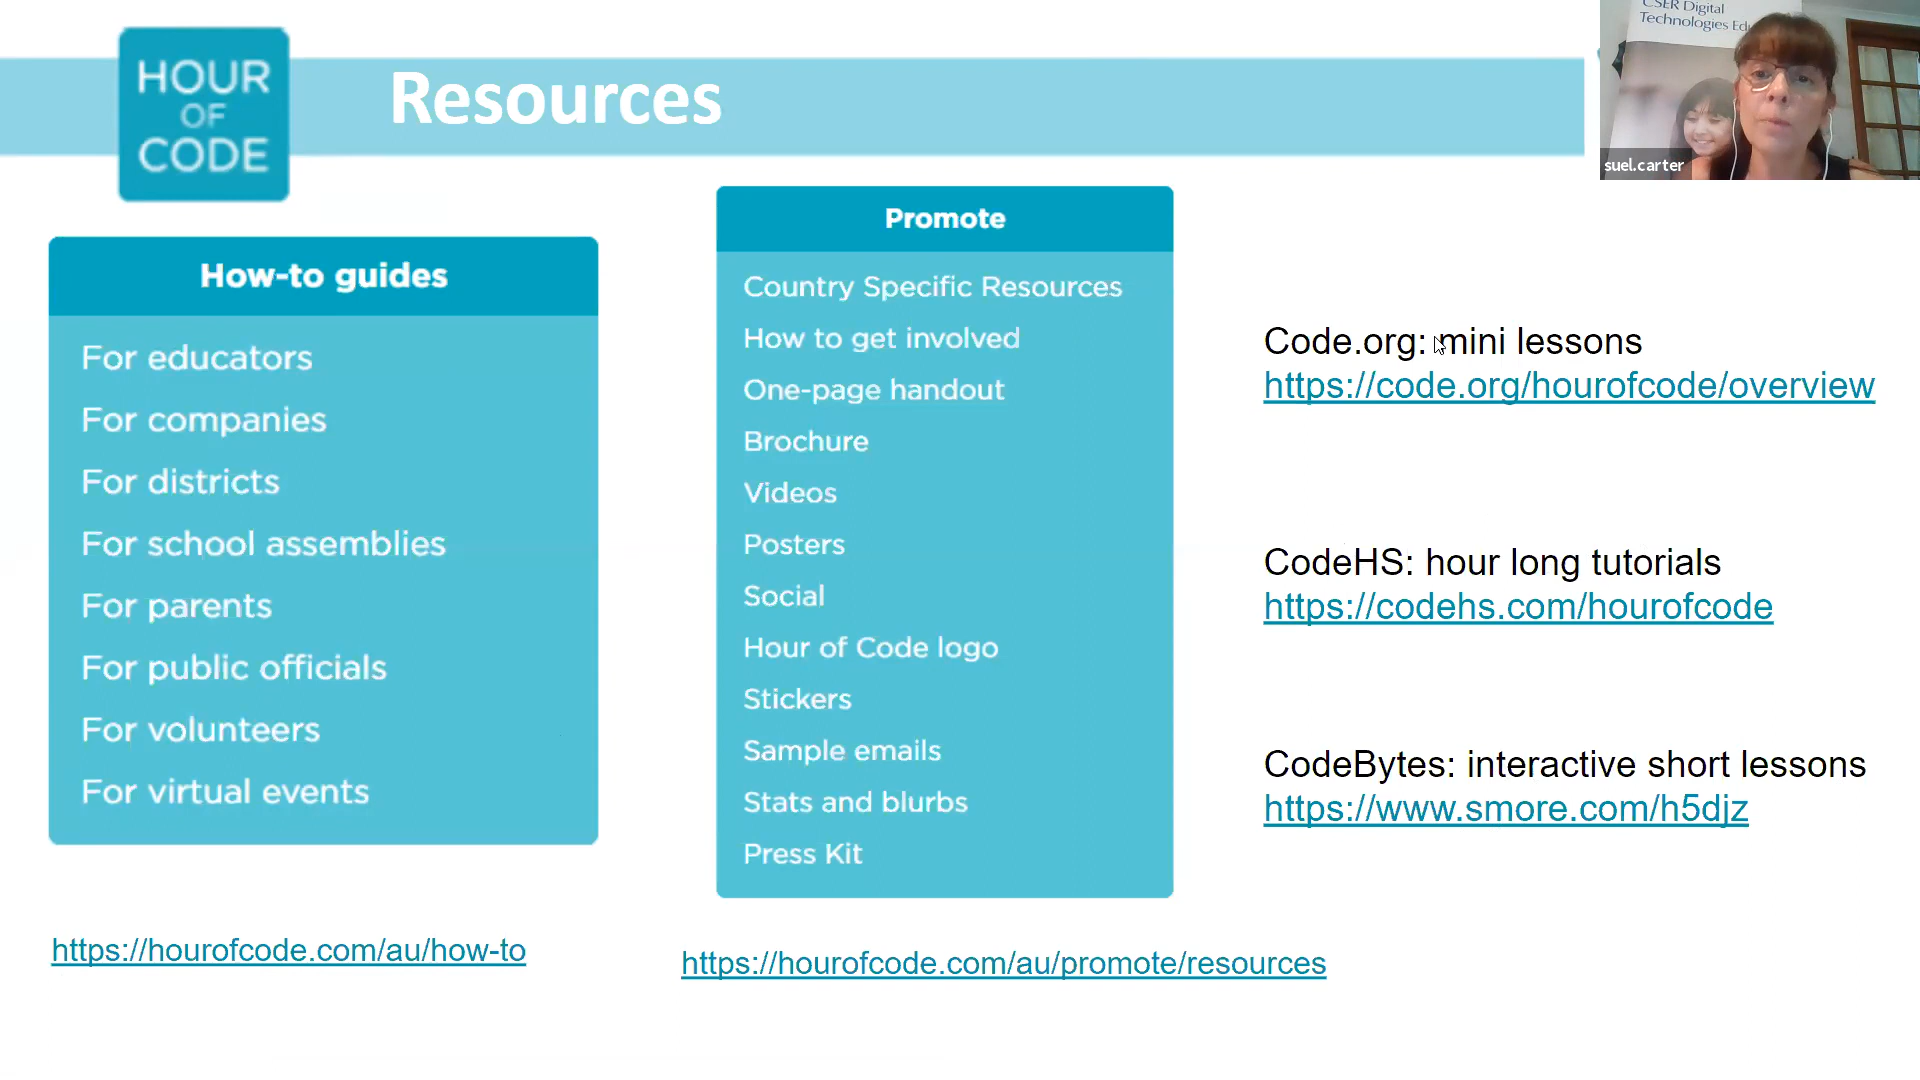 HOUR
OF
CODE
Resources
CSER Digital
Technologies
suel.carter
How-to guides
For educators
For companies
For districts
For school assemblies
For parents
For public officials
For volunteers
For virtual events
https://hourofcode.com/au/how-to
Promote
Country Specific Resources
How to get involved
One-page handout
Brochure
Videos
Posters
Social
Hour of Code logo
Stickers
Sample emails
Stats and blurbs
Press Kit
https://hourofcode.com/au/promote/resources
Code.org: mini lessons
https://code.org/hourofcode/overview
CodeHS: hour long tutorials
https://codehs.com/hourofcode
CodeBytes: interactive short lessons
https://www.smore.com/h5djz